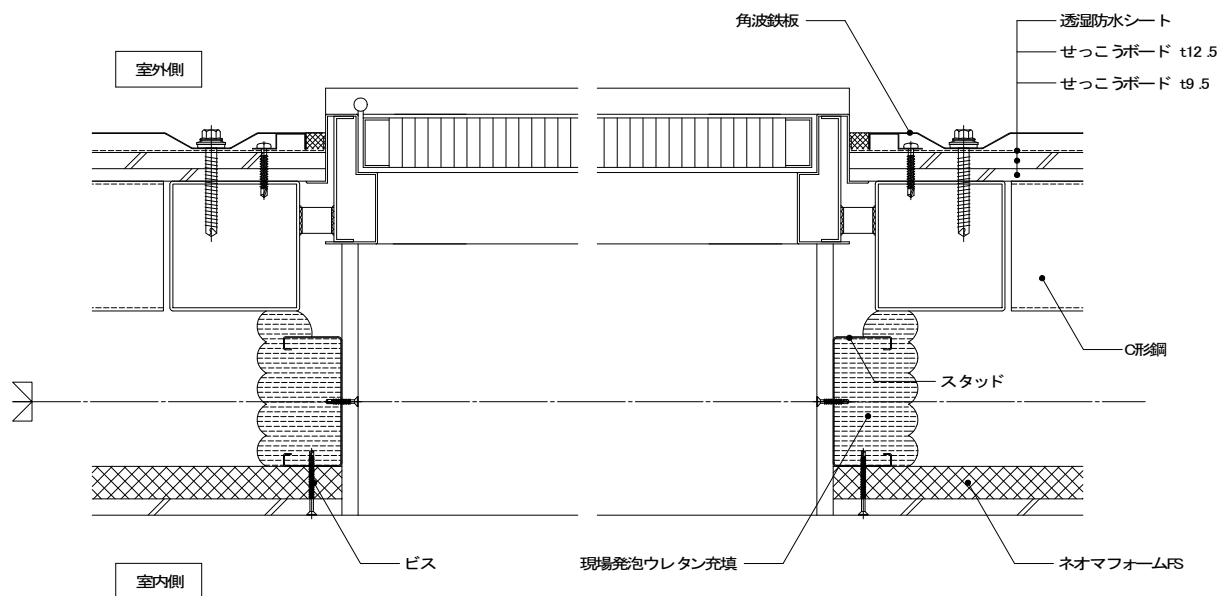 角波鉄板
透湿防水シート
室外側
せっこうボード t12.5
せっこうボード t9.5
C形鋼
スタッド
ビス
現場発泡ウレタン充填
ネオマフォームFS
室内側